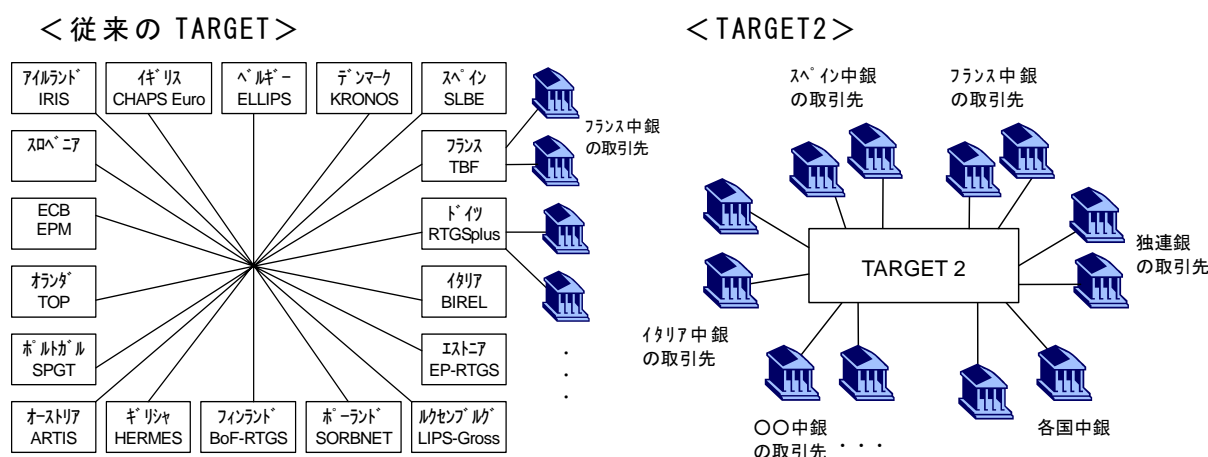 ＜従来の TARGET＞
＜TARGET2＞
ｱｲﾙﾗﾝﾄﾞ
IRIS
ｲｷﾞﾘｽ
CHAPS Euro
ﾍﾞﾙｷﾞｰ
ELLIPS
ﾃﾞﾝﾏｰｸ
KRONOS
ｽﾍﾟｲﾝ
SLBE
ｽﾛﾍﾞﾆｱ
ﾌﾗﾝｽ
TBF
ﾌﾗﾝｽ中銀
の取引先
ECB
EPM
ﾄﾞｲﾂ
RTGSplus
ｵﾗﾝﾀﾞ
TOP
ｲﾀﾘｱ
BIREL
ﾎﾟﾙﾄｶﾞﾙ
SPGT
ｴｽﾄﾆｱ
EP-RTGS
・
・
・
ｵｰｽﾄﾘｱ
ARTIS
ｷﾞﾘｼｬ
HERMES
ﾌｨﾝﾗﾝﾄﾞ
BoF-RTGS
ﾎﾟｰﾗﾝﾄﾞ
SORBNET
ﾙｸｾﾝﾌﾞﾙｸﾞ
LIPS-Gross
ｽﾍﾟｲﾝ中銀
の取引先
ﾌﾗﾝｽ中銀
の取引先
TARGET 2
独連銀
の取引先
ｲﾀﾘｱ中銀
の取引先
○○中銀
の取引先 ・・・
各国中銀